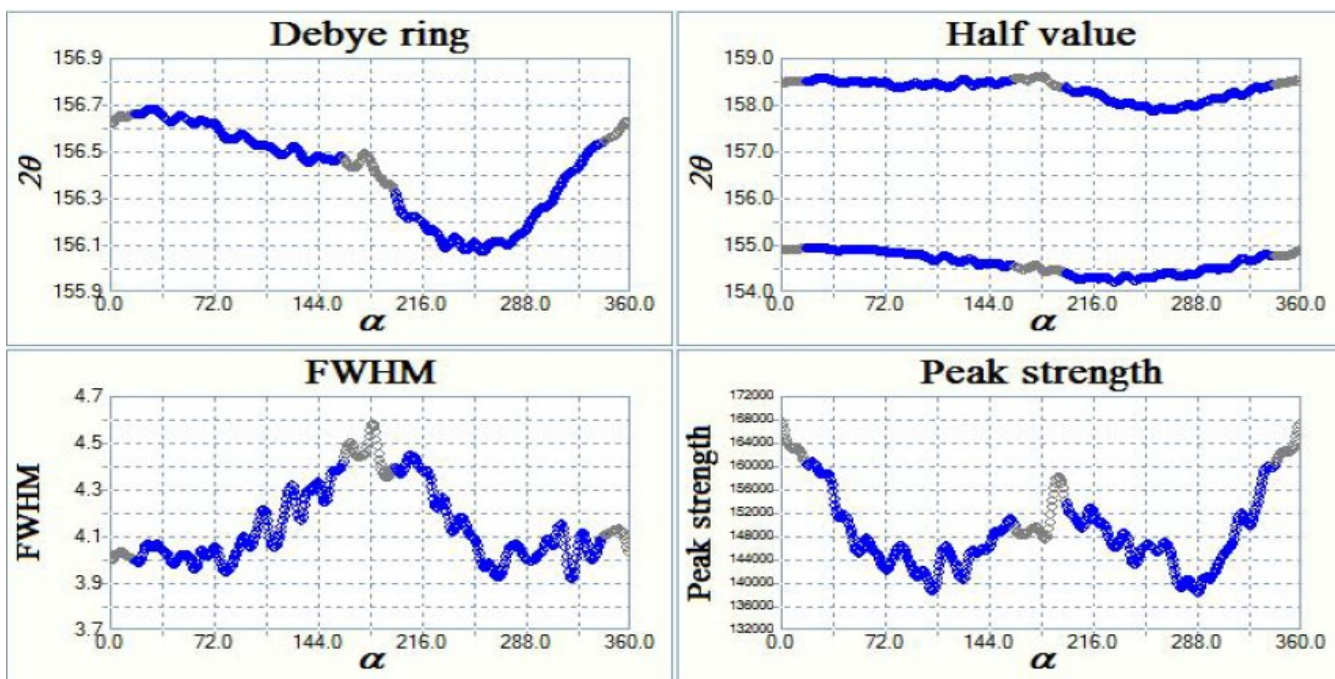 Debye ring
156.9
156.7
156.5
156.3
156.1
155.9
2θ
0.0 72.0 144.0 216.0 288.0 360.0
α
Half value
159.0
158.0
157.0
156.0
155.0
154.0
2θ
0.0 72.0 144.0 216.0 288.0 360.0
α
FWHM
4.7
4.5
4.3
4.1
3.9
3.7
FWHM
0.0 72.0 144.0 216.0 288.0 360.0
α
Peak strength
172000
168000
164000
160000
156000
152000
148000
144000
140000
136000
132000
Peak strength
0.0 72.0 144.0 216.0 288.0 360.0
α